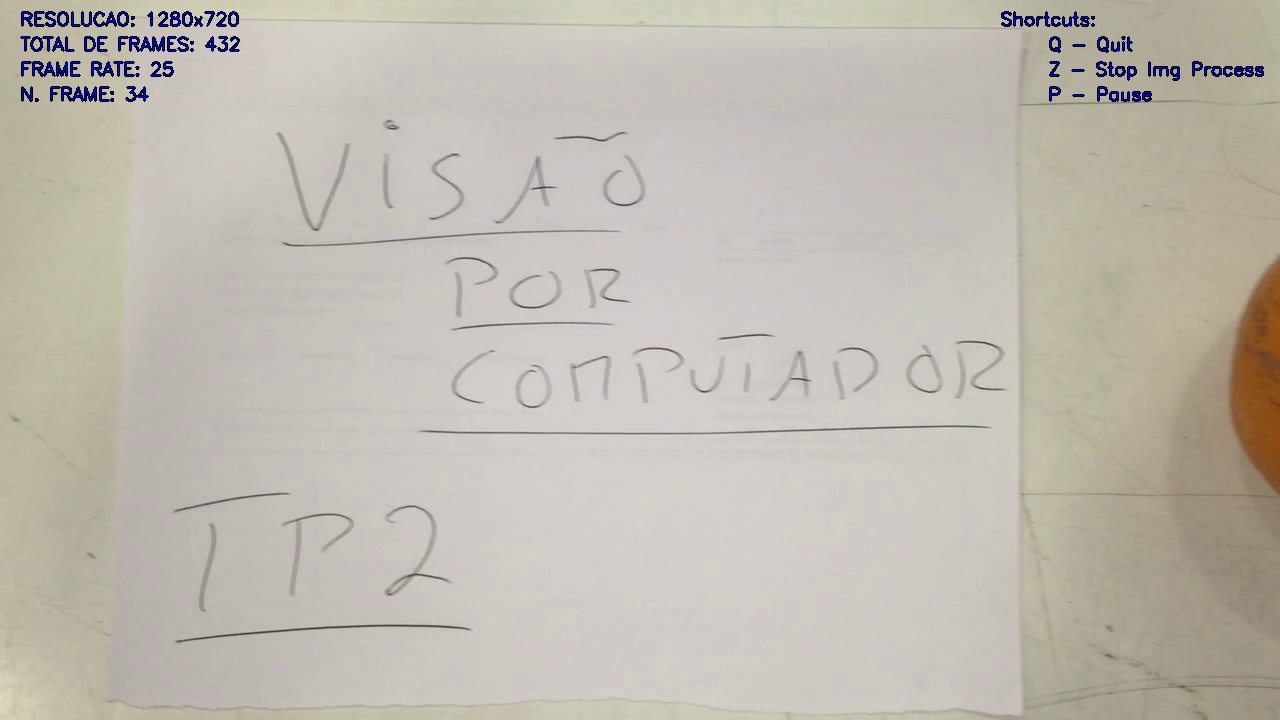 RESOLUCAO: 1280x720
TOTAL DE FRAMES: 432
FRAME RATE: 25
N. FRAME: 34
Shortcuts:
Q - Quit
Z - Stop Img Process
P - Pause
VISÃO
POR
COMPUTADOR
TP2